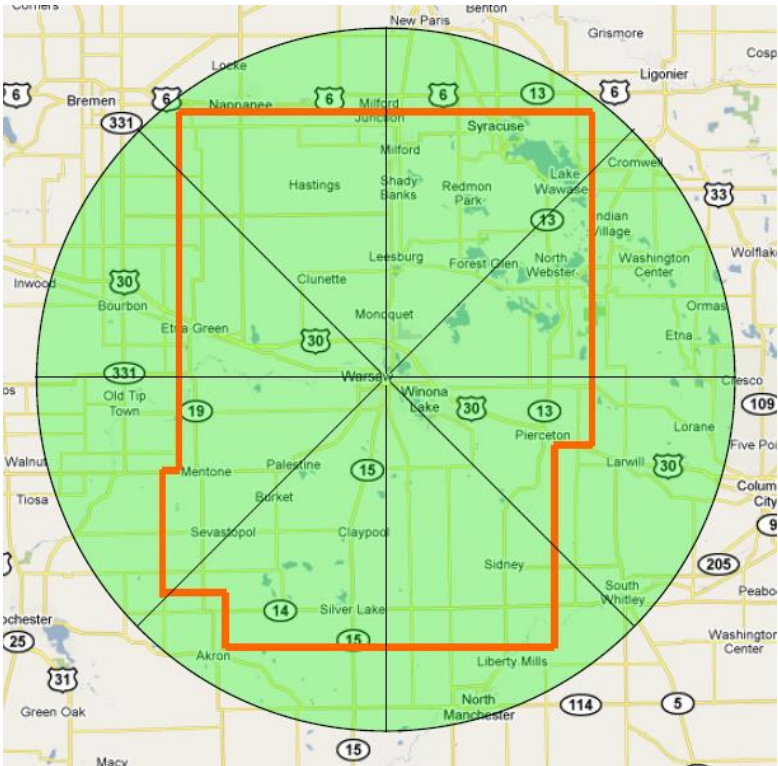 Corners
Benton
New Paris
Grismore
Locke
Cosp
Ligonier
6
Bremen
6
Nappanee
6
Milford
Junction
6
13
6
331
Syracuse
Milford
Cromwell
Hastings
Shady
Banks
Redmon
Park
Lake
Wawase
33
13
Indian
Village
Leesburg
Forest Glen
North
Webster
Washington
Center
Wolflake
Inwood
30
Clunette
Bourbon
Monoquet
Ormas
Etna Green
30
Etna
331
Warsaw
Cresco
Old Tip
Town
19
Winona
Lake
30
13
109
Lorane
Pierceton
Five Poi
Walnut
Mentone
Palestine
15
Larwill
30
Tiosa
Burket
Colum
City
Sevastopol
Claypool
9
Sidney
205
South
Whitley
Peabo
ochester
14
Silver Lake
25
15
Washington
Center
Akron
Liberty Mills
31
Green Oak
North
Manchester
114
5
15
Macy